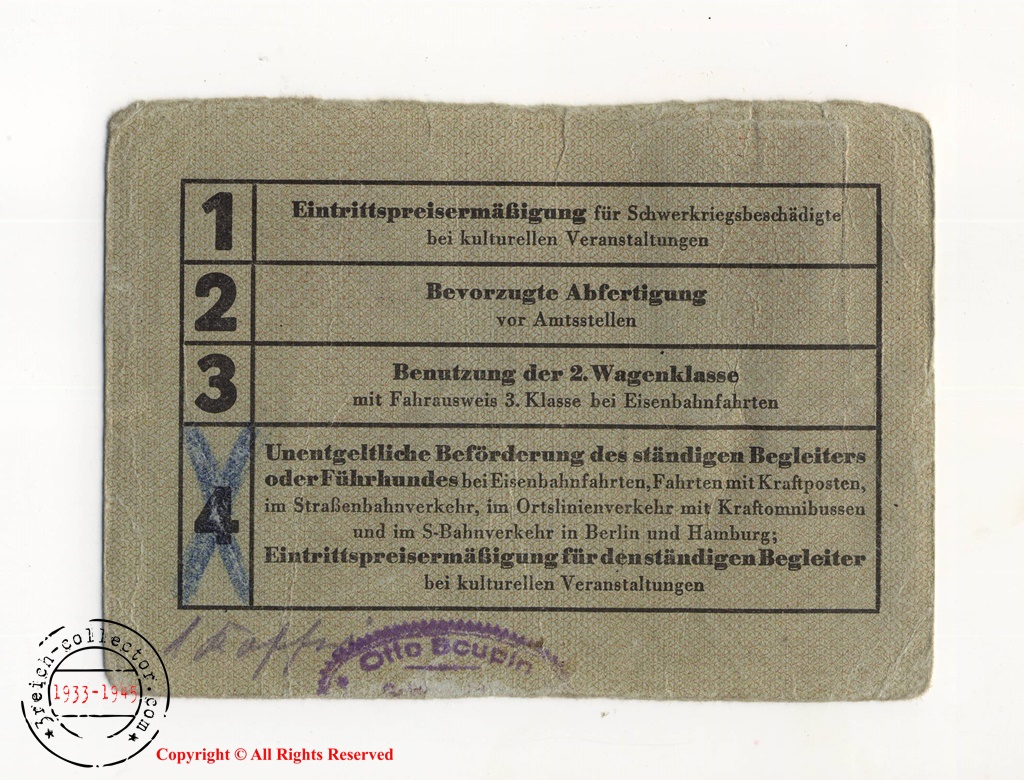 1
Eintrittspreisermäßigung für Schwerkriegsbeschädigte
bei kulturellen Veranstaltungen
2
Bevorzugte Abfertigung
vor Amtsstellen
3
Benutzung der 2. Wagenklasse
mit Fahrausweis 3. Klasse bei Eisenbahnfahrten
4
Unentgeltliche Beförderung des ständigen Begleiters
oder Führhundes bei Eisenbahnfahrten, Fahrten mit Kraftposten,
im Straßenbahnverkehr, im Ortslinienverkehr mit Kraftomnibussen
und im S-Bahnverkehr in Berlin und Hamburg;
Eintrittspreisermäßigung für den ständigen Begleiter
bei kulturellen Veranstaltungen
Otto
3reich-collector.com
1933-1945
Copyright © All Rights Reserved